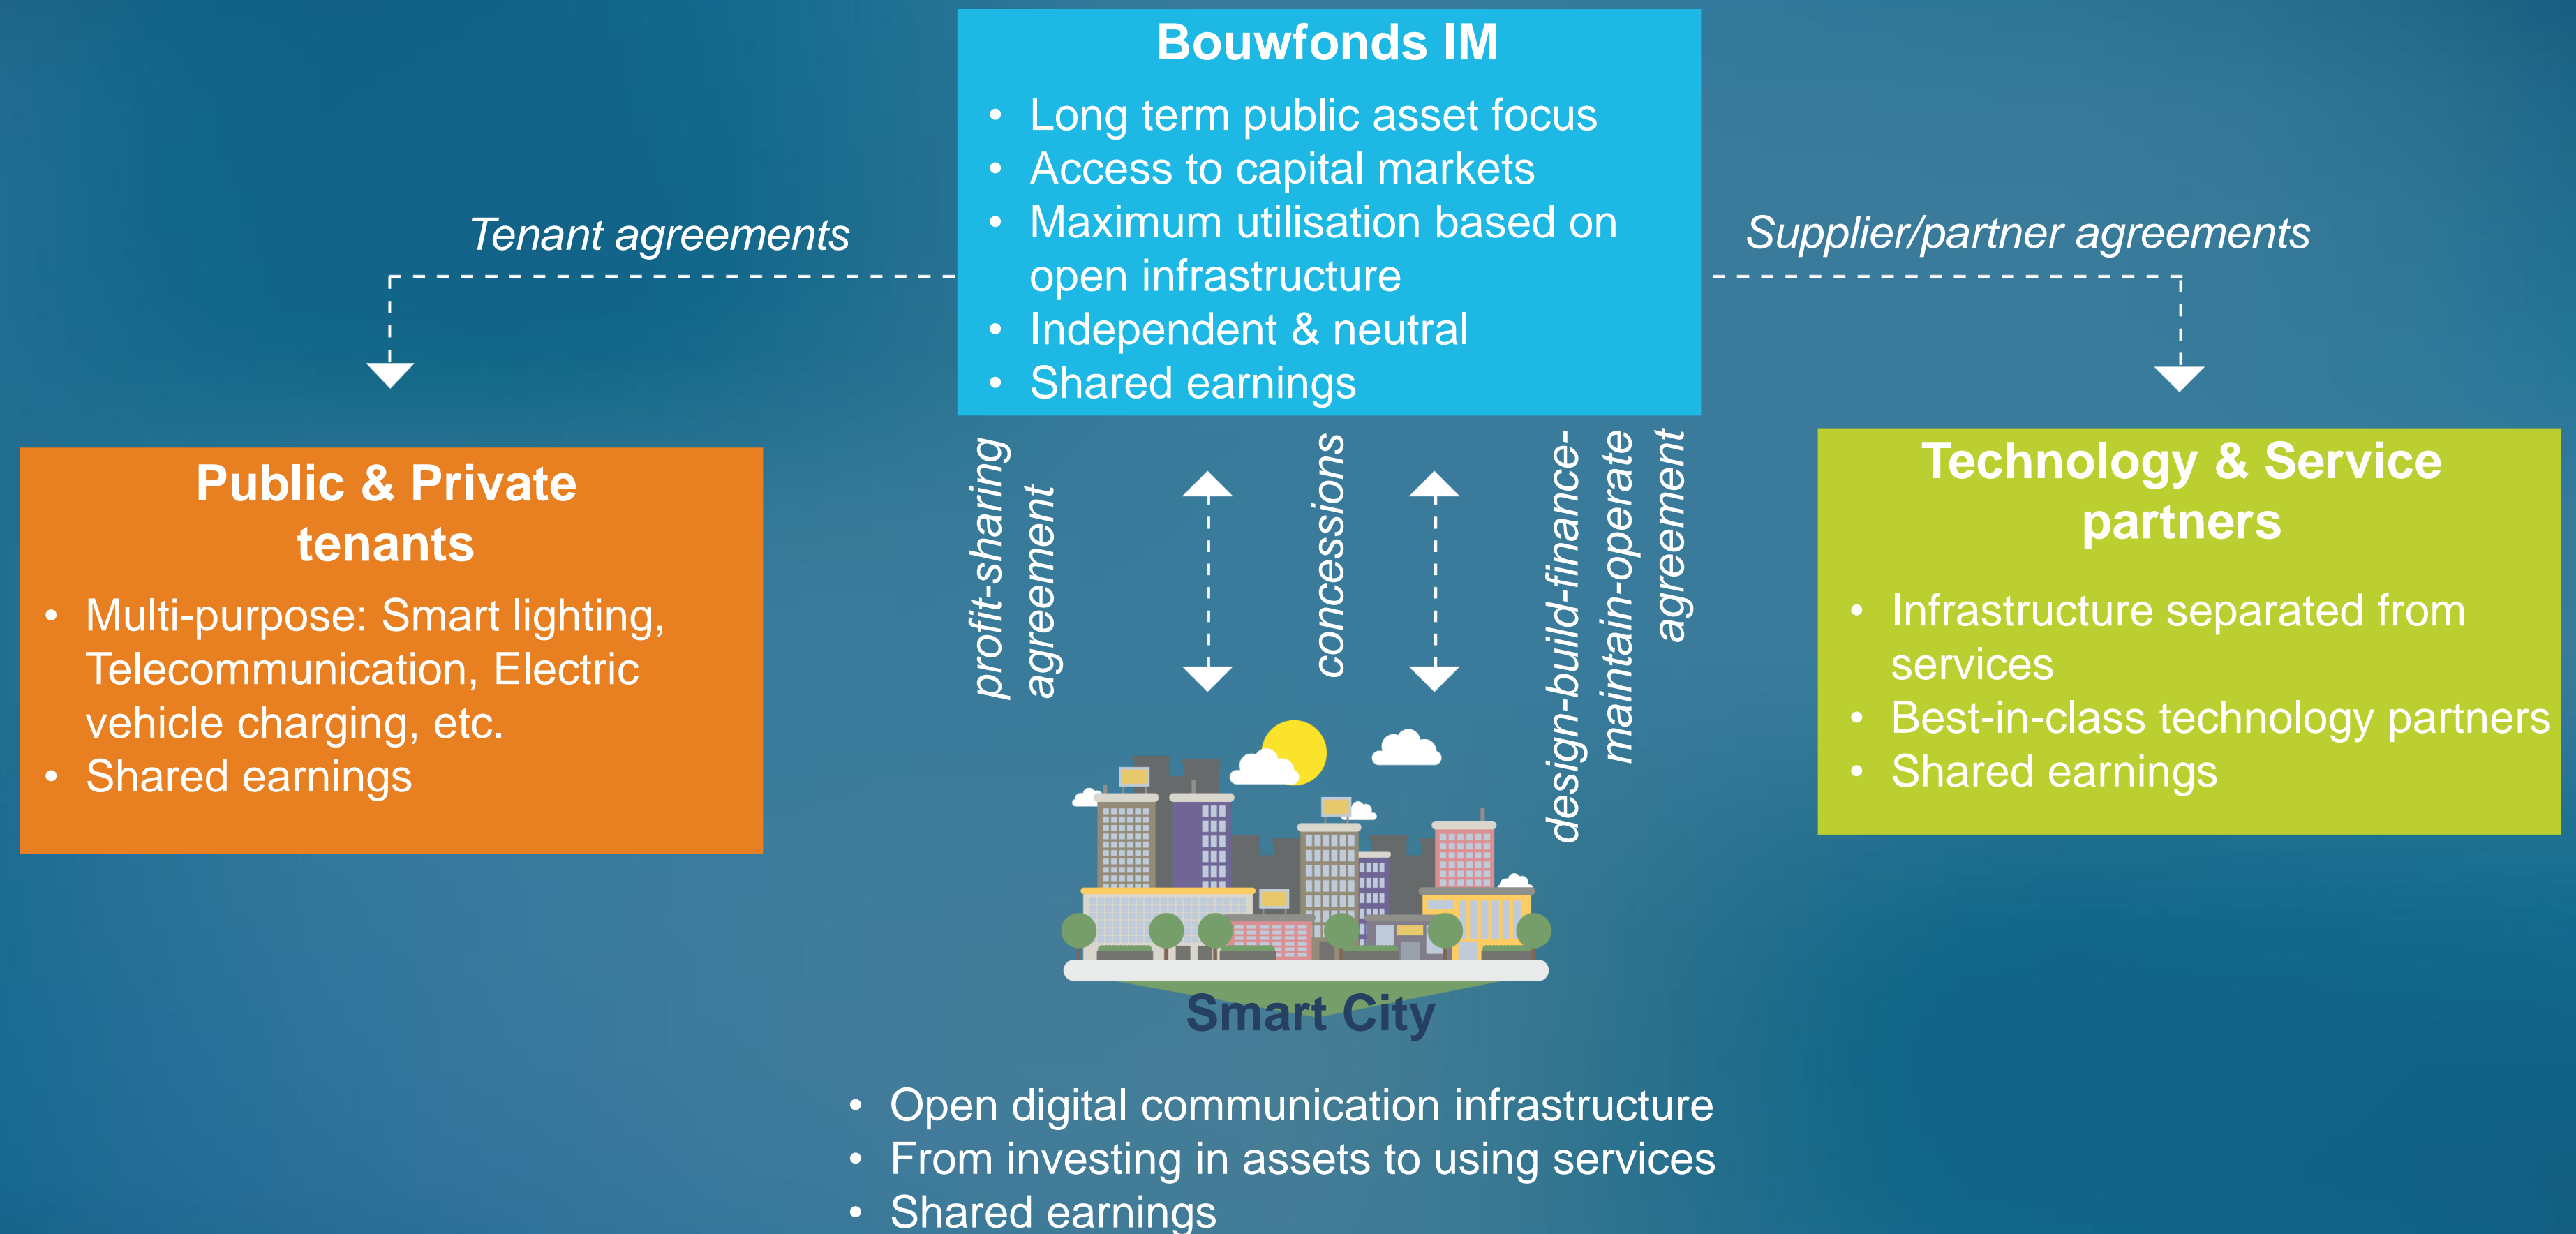 Bouwfonds IM
• Long term public asset focus
• Access to capital markets
• Maximum utilisation based on
open infrastructure
• Independent & neutral
• Shared earnings
Tenant agreements
Supplier/partner agreements
Public & Private
tenants
• Multi-purpose: Smart lighting,
Telecommunication, Electric
vehicle charging, etc.
• Shared earnings
profit-sharing
agreement
concessions
design-build-finance-
maintain-operate
agreement
Technology & Service
partners
• Infrastructure separated from
services
• Best-in-class technology partners
• Shared earnings
Smart City
• Open digital communication infrastructure
• From investing in assets to using services
• Shared earnings